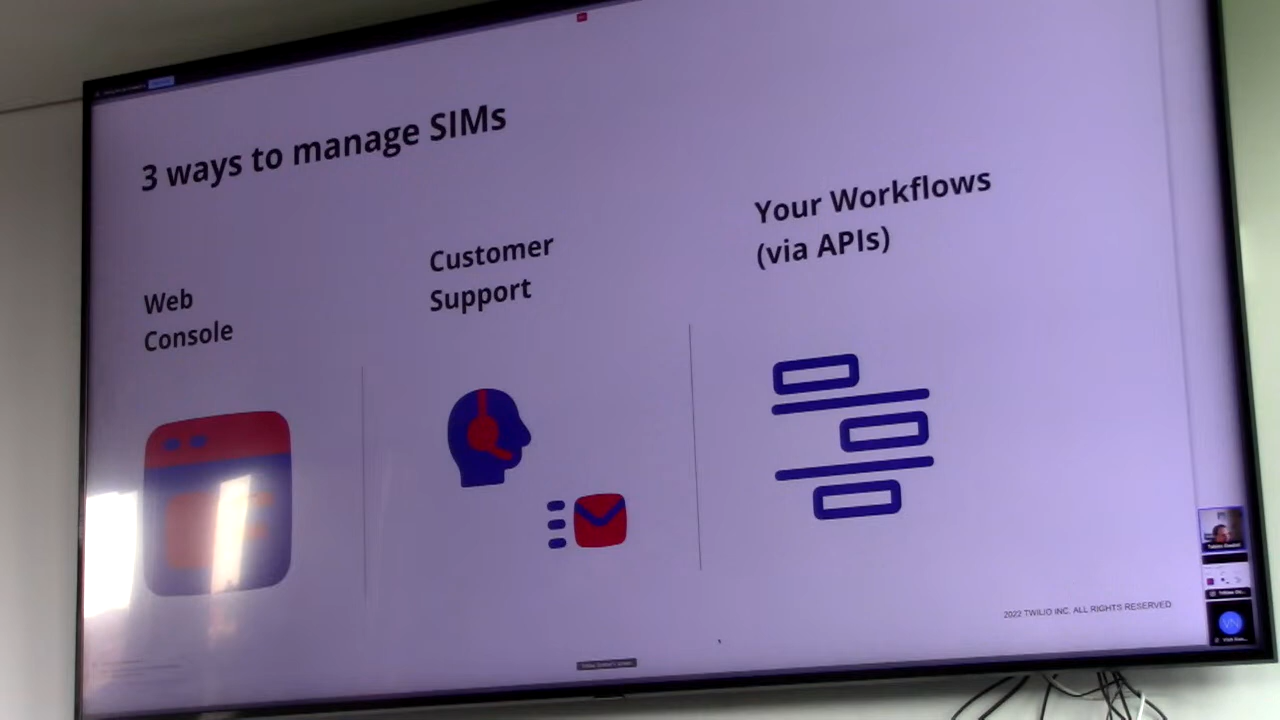 3 ways to manage SIMs
Web
Console
Customer
Support
Your Workflows
(via APIs)
2022 TWILIO INC. ALL RIGHTS RESERVED
VN